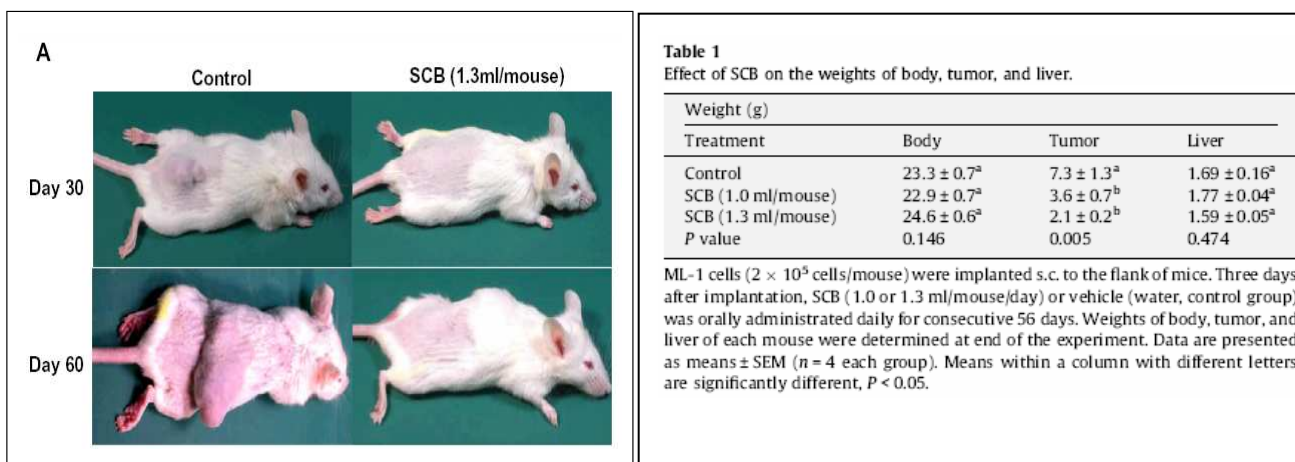 A
Control SCB (1.3ml/mouse)
Day 30
Day 60
Table 1
Effect of SCB on the weights of body, tumor, and liver.
Weight (g)
Treatment Body Tumor Liver
Control 23.3 ± 0.7ᵃ 7.3 ± 1.3ᵃ 1.69 ± 0.16ᵃ
SCB (1.0 ml/mouse) 22.9 ± 0.7ᵃ 3.6 ± 0.7ᵇ 1.77 ± 0.04ᵃ
SCB (1.3 ml/mouse) 24.6 ± 0.6ᵃ 2.1 ± 0.2ᵇ 1.59 ± 0.05ᵃ
P value 0.146 0.005 0.474
ML-1 cells (2 × 10⁵ cells/mouse) were implanted s.c. to the flank of mice. Three days
after implantation, SCB (1.0 or 1.3 ml/mouse/day) or vehicle (water, control group)
was orally administrated daily for consecutive 56 days. Weights of body, tumor, and
liver of each mouse were determined at end of the experiment. Data are presented
as means ± SEM (n = 4 each group). Means within a column with different letters
are significantly different, P < 0.05.